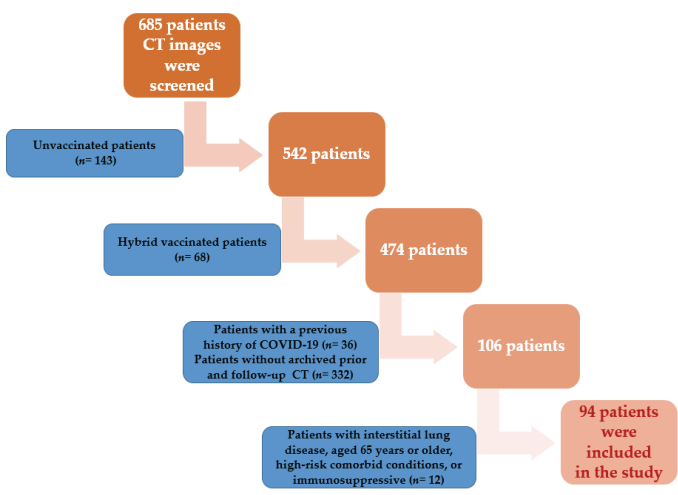 685 patients
CT images
were
screened
Unvaccinated patients
(n= 143)
542 patients
Hybrid vaccinated patients
(n= 68)
474 patients
Patients with a previous
history of COVID-19 (n= 36)
Patients without archived prior
and follow-up CT (n= 332)
106 patients
Patients with interstitial lung
disease, aged 65 years or older,
high-risk comorbid conditions, or
immunosuppressive (n= 12)
94 patients
were
included
in the study